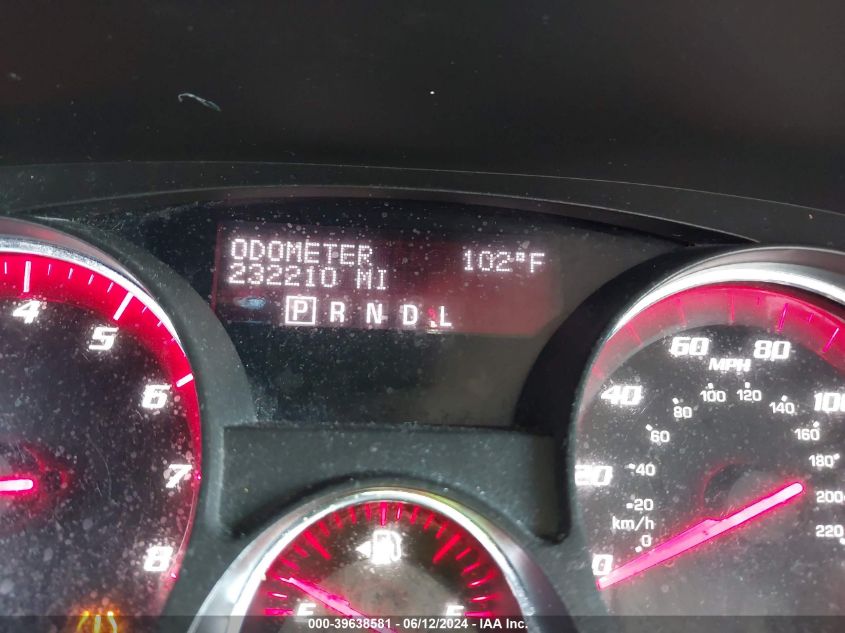 ODOMETER 102°F
232210 MI
P R N D L
4 5 6 7 8
E F
MPH
0 20 40 60 80 100
km/h
0 20 40 60 80 100 120 140 160 180 200 220
000-39638581 - 06/12/2024 - IAA Inc.